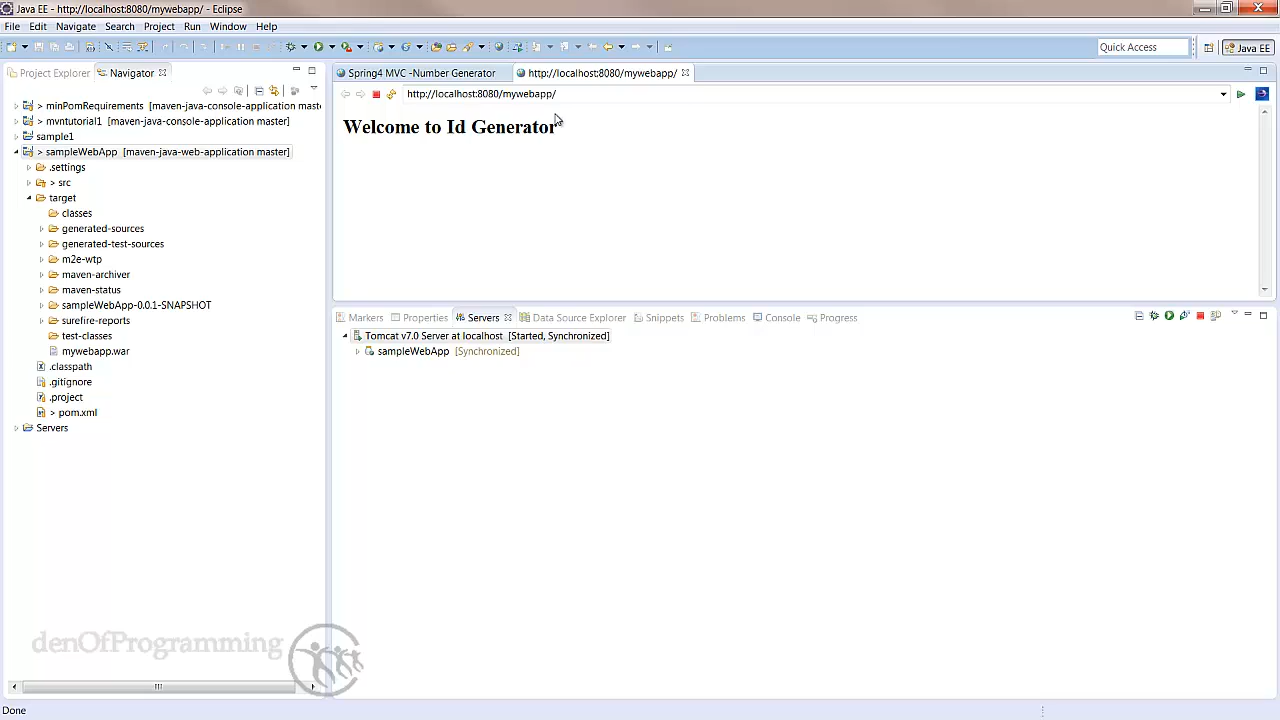 Java EE - http://localhost:8080/mywebapp/ - Eclipse
File Edit Navigate Search Project Run Window Help
Quick Access
Java EE
Project Explorer
Navigator
Spring4 MVC -Number Generator
http://localhost:8080/mywebapp/
http://localhost:8080/mywebapp/
> minPomRequirements [maven-java-console-application maste
> mvntutorial1 [maven-java-console-application master]
sample1
> sampleWebApp [maven-java-web-application master]
.settings
> src
target
classes
generated-sources
generated-test-sources
m2e-wtp
maven-archiver
maven-status
sampleWebApp-0.0.1-SNAPSHOT
surefire-reports
test-classes
mywebapp.war
.classpath
.gitignore
.project
> pom.xml
Servers
Welcome to Id Generator
Markers Properties Servers Data Source Explorer Snippets Problems Console Progress
Tomcat v7.0 Server at localhost [Started, Synchronized]
sampleWebApp [Synchronized]
denOfProgramming
Done